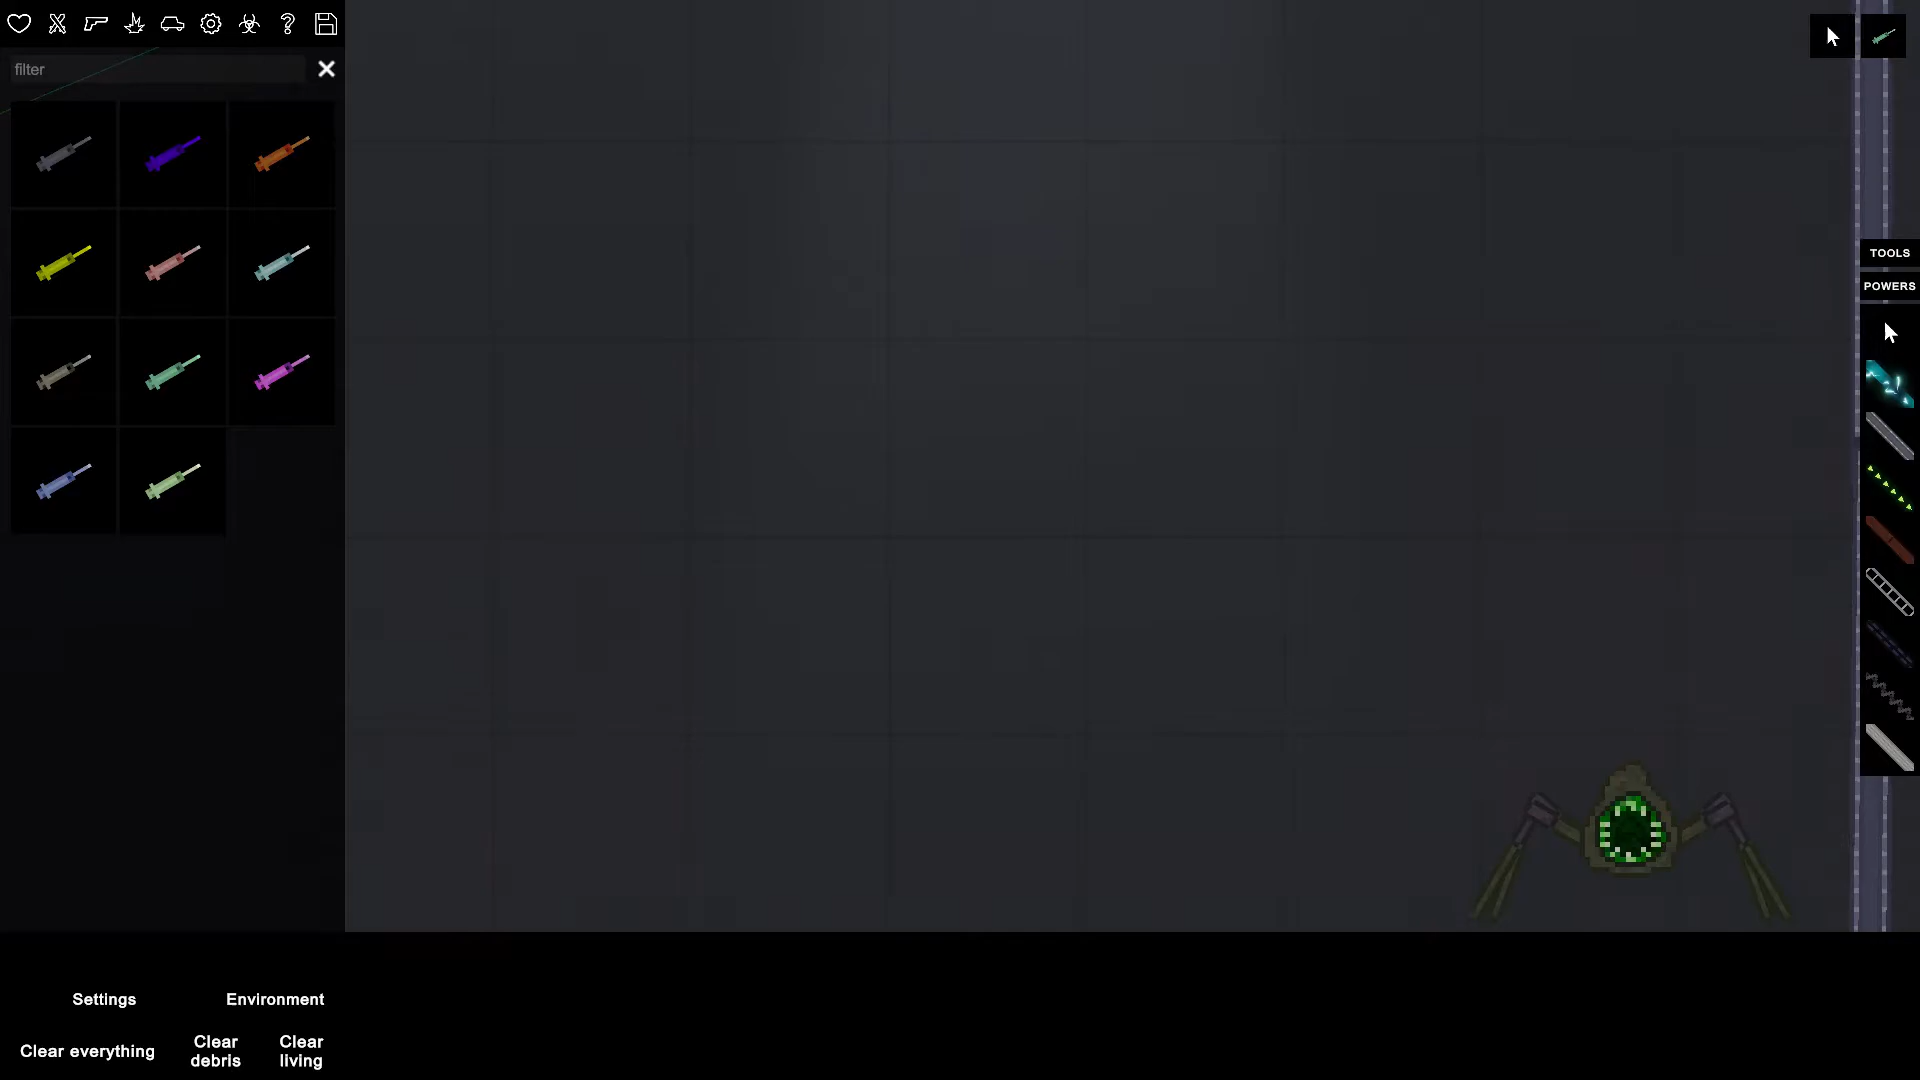 filter
TOOLS
POWERS
Settings
Environment
Clear everything
Clear
debris
Clear
living